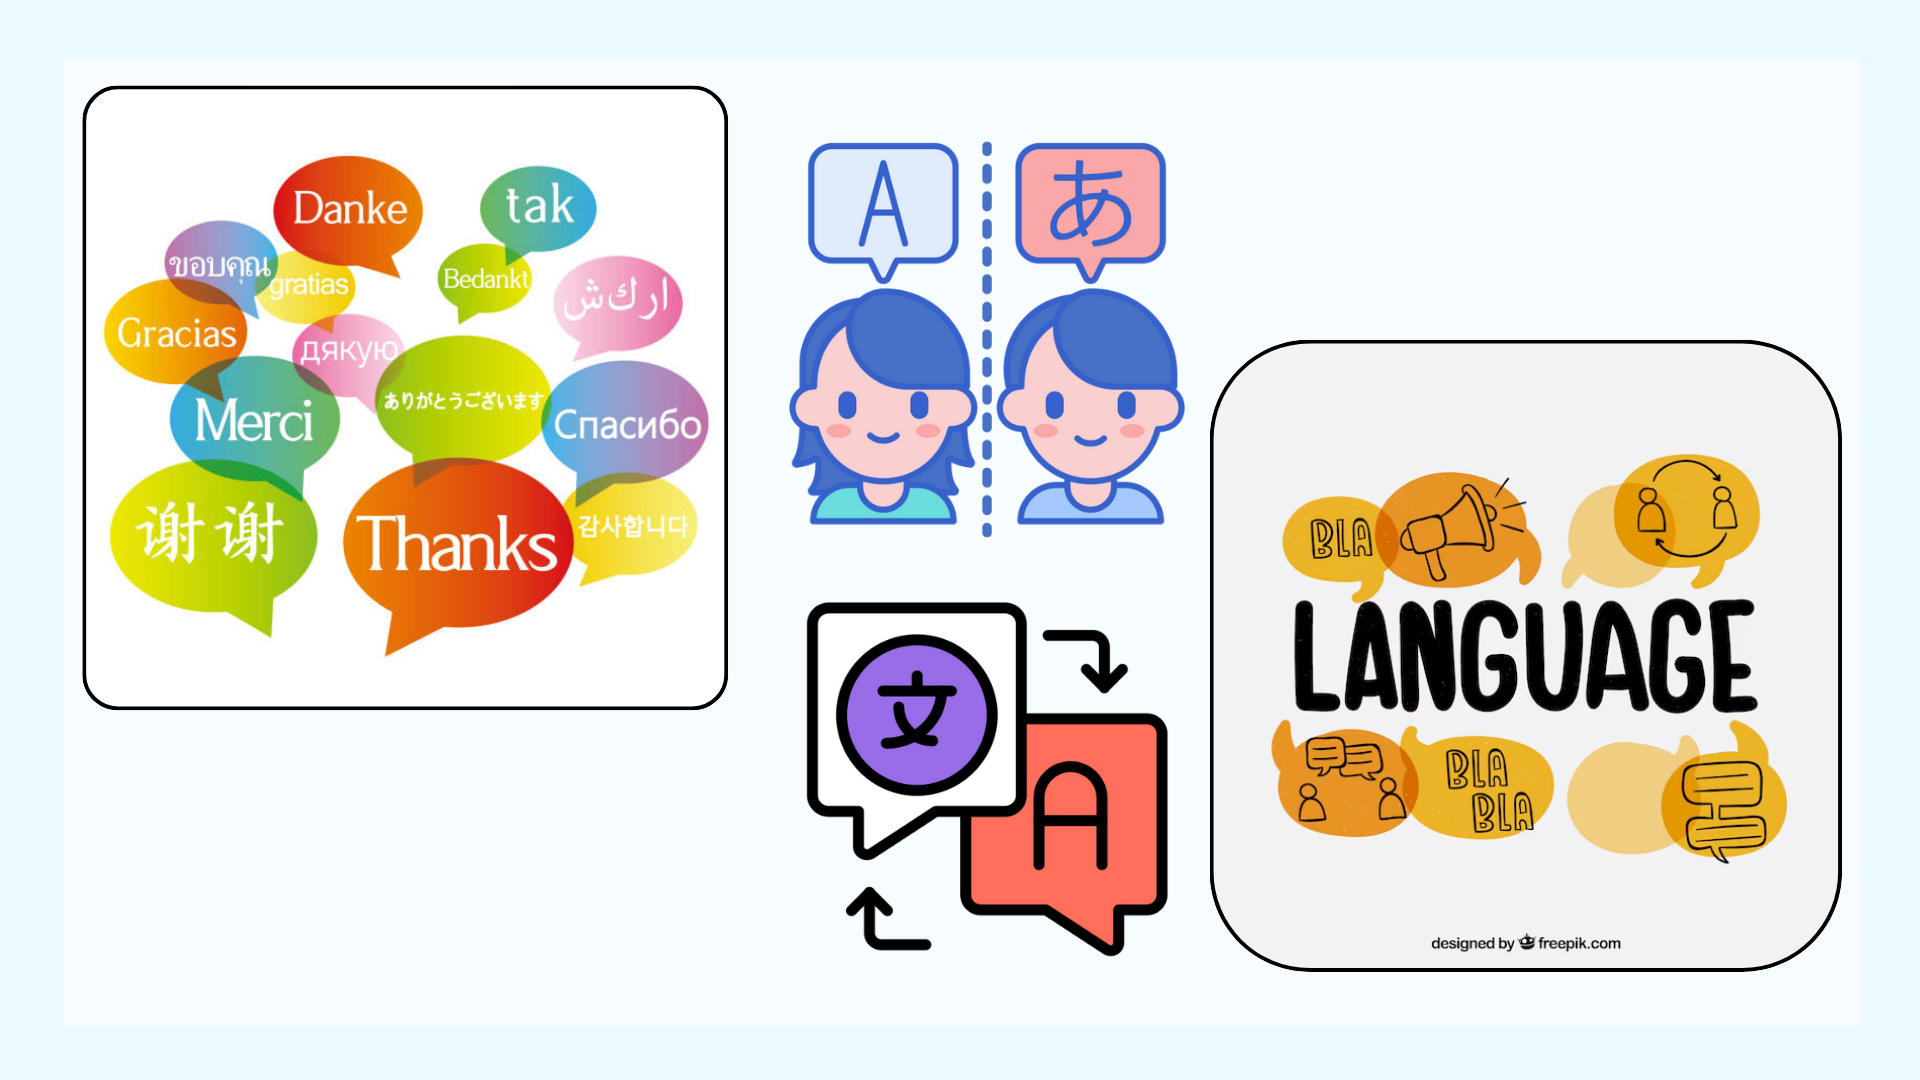 Danke
tak
ขอบคุณ
gratias
Bedankt
ارك ش
Gracias
дякую
Merci
ありがとうございます
Спасибо
谢谢
Thanks
감사합니다
A
あ
文
A
BLA
LANGUAGE
BLA
BLA
designed by freepik.com